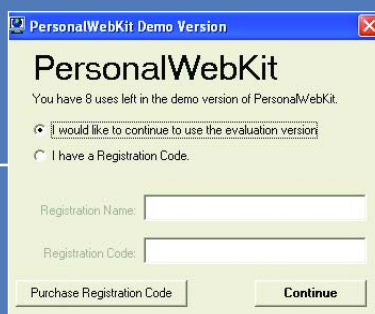 PersonalWebKit Demo Version
PersonalWebKit
You have 8 uses left in the demo version of PersonalWebKit.
I would like to continue to use the evaluation version
I have a Registration Code.
Registration Name:
Registration Code:
Purchase Registration Code
Continue